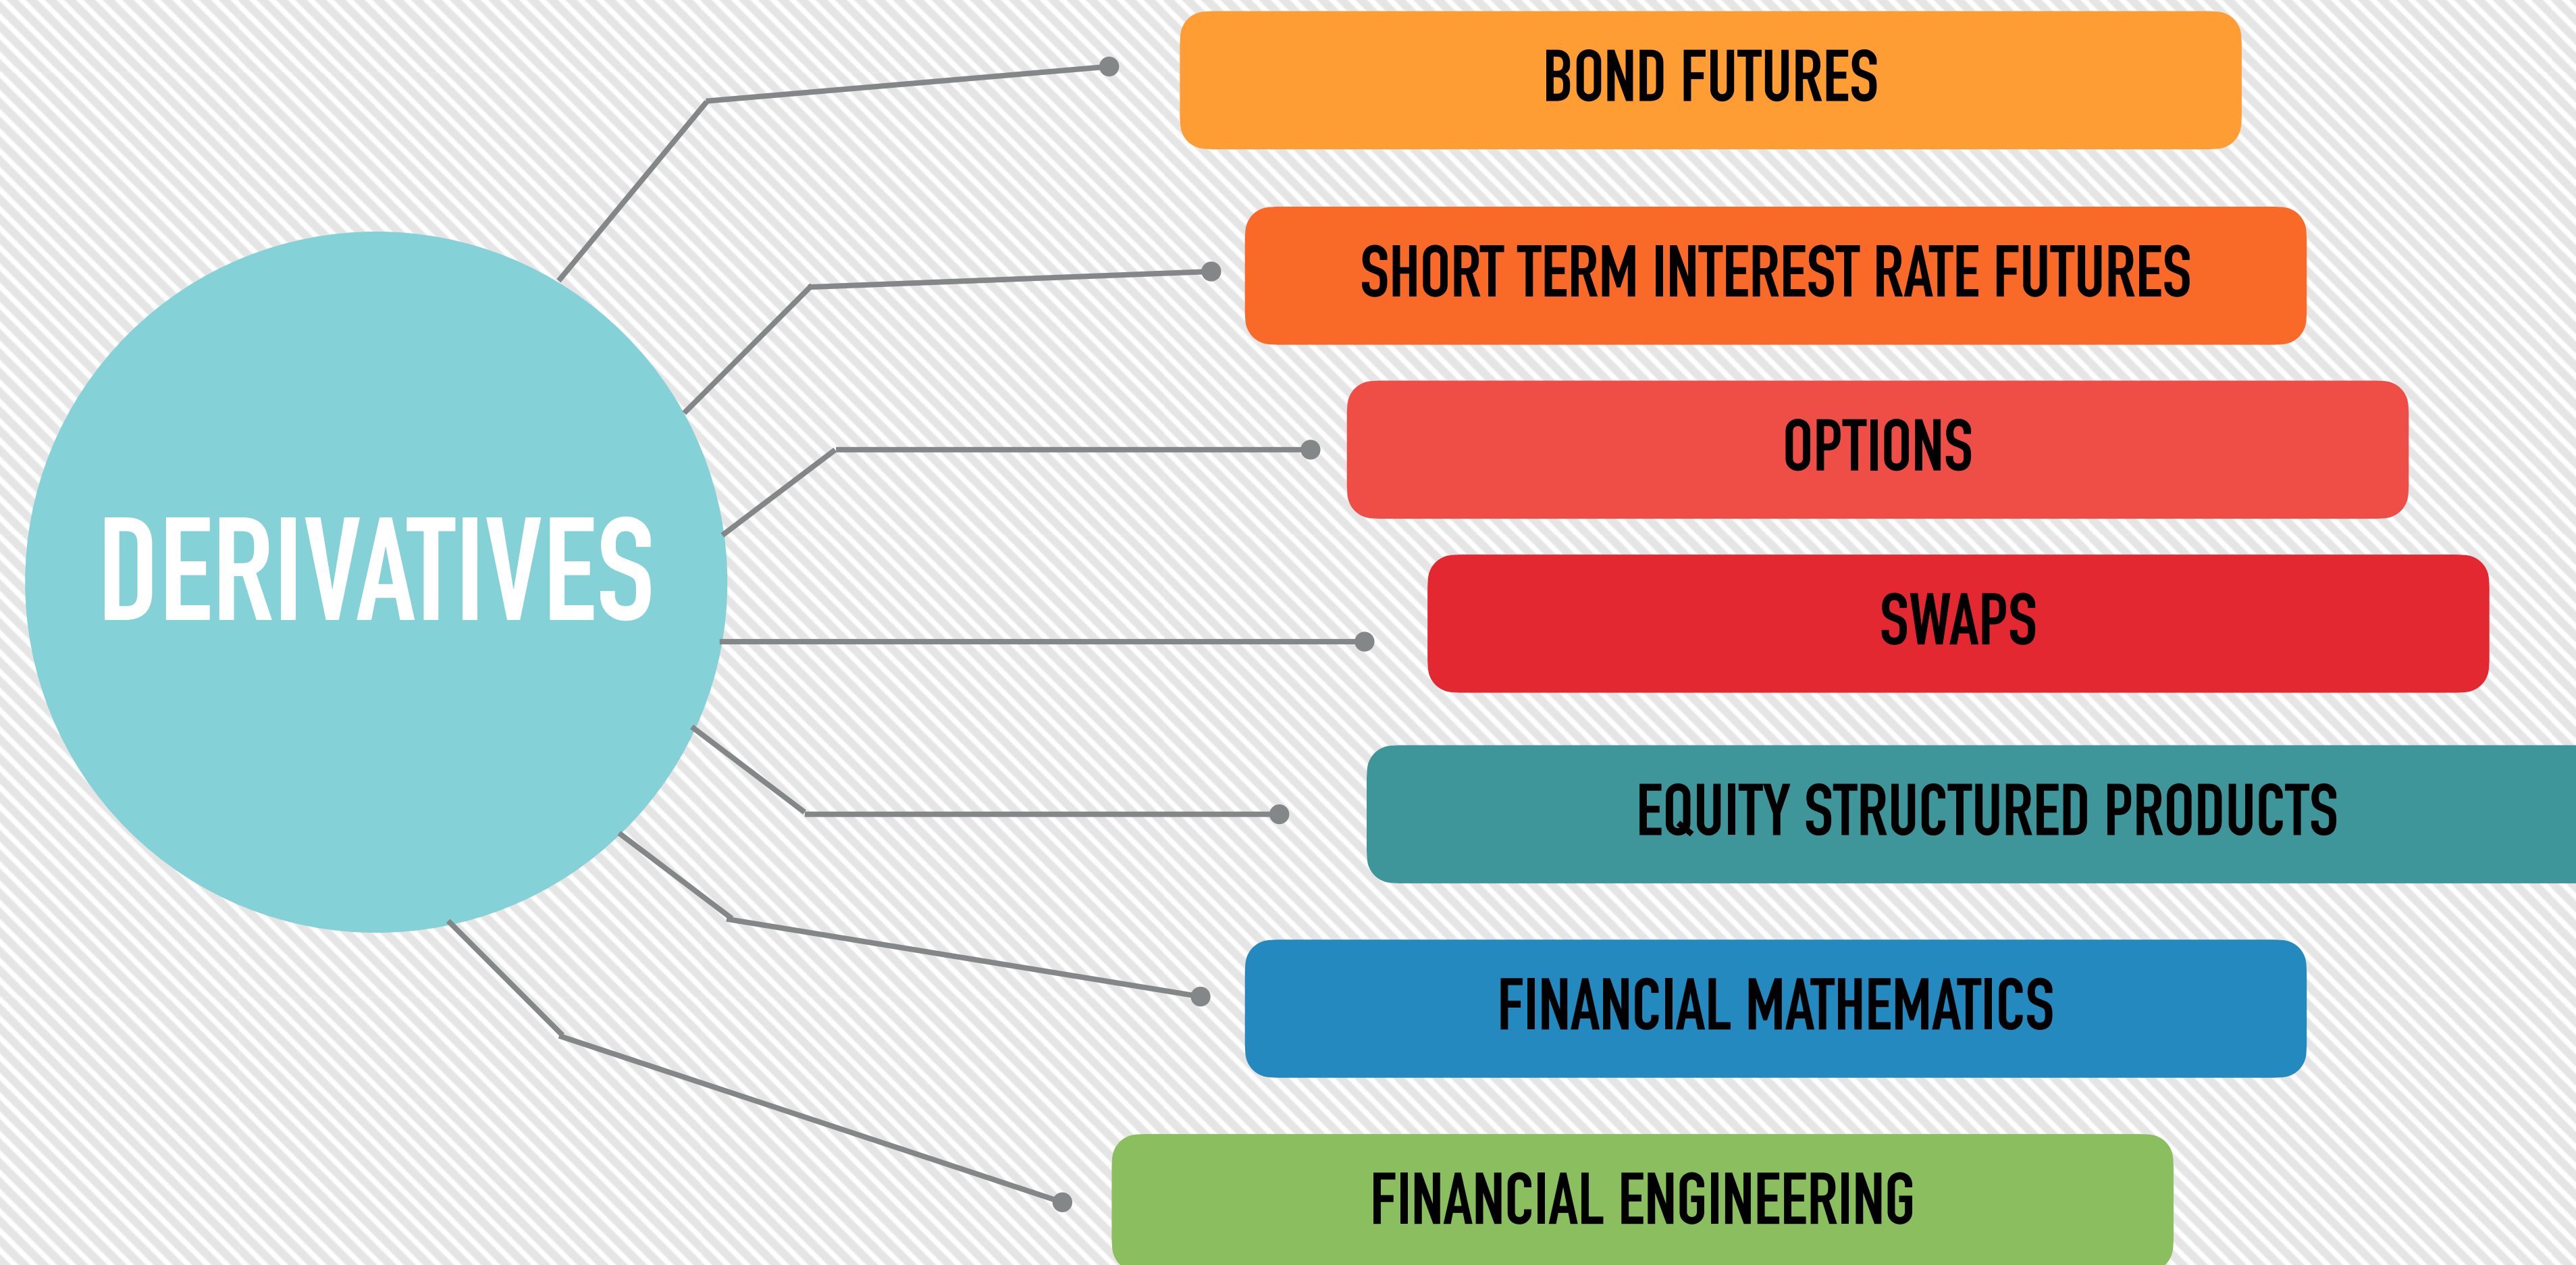 BOND FUTURES
SHORT TERM INTEREST RATE FUTURES
OPTIONS
DERIVATIVES
SWAPS
EQUITY STRUCTURED PRODUCTS
FINANCIAL MATHEMATICS
FINANCIAL ENGINEERING